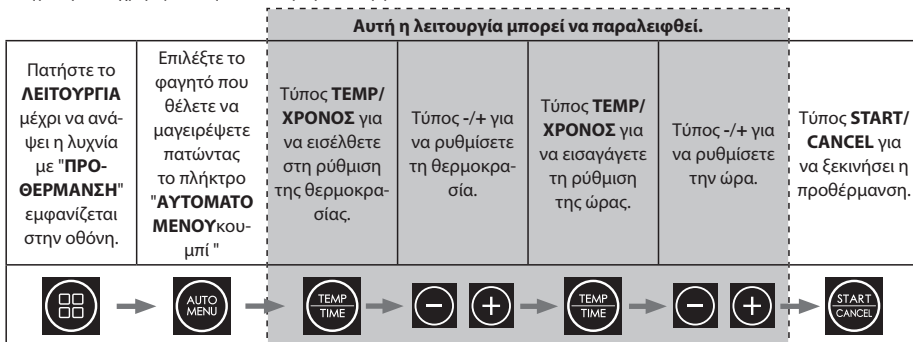 Αυτή η λειτουργία μπορεί να παραλειφθεί.
Πατήστε το
ΛΕΙΤΟΥΡΓΙΑ
μέχρι να ανά-
ψει η λυχνία
με "ΠΡΟ-
ΘΕΡΜΑΝΣΗ"
εμφανίζεται
στην οθόνη.
Επιλέξτε το
φαγητό που
θέλετε να
μαγειρέψετε
πατώντας
το πλήκτρο
"ΑΥΤΟΜΑΤΟ
ΜΕΝΟΥκου-
μπί "
Τύπος TEMP/
ΧΡΟΝΟΣ για
να εισέλθετε
στη ρύθμιση
της θερμοκρα-
σίας.
Τύπος -/+ για
να ρυθμίσετε
τη θερμοκρα-
σία.
Τύπος TEMP/
ΧΡΟΝΟΣ για
να εισαγάγετε
τη ρύθμιση
της ώρας.
Τύπος -/+ για
να ρυθμίσετε
την ώρα.
Τύπος START/
CANCEL για
να ξεκινήσει η
προθέρμανση.
AUTO
MENU
TEMP
TIME
- +
TEMP
TIME
- +
START
CANCEL